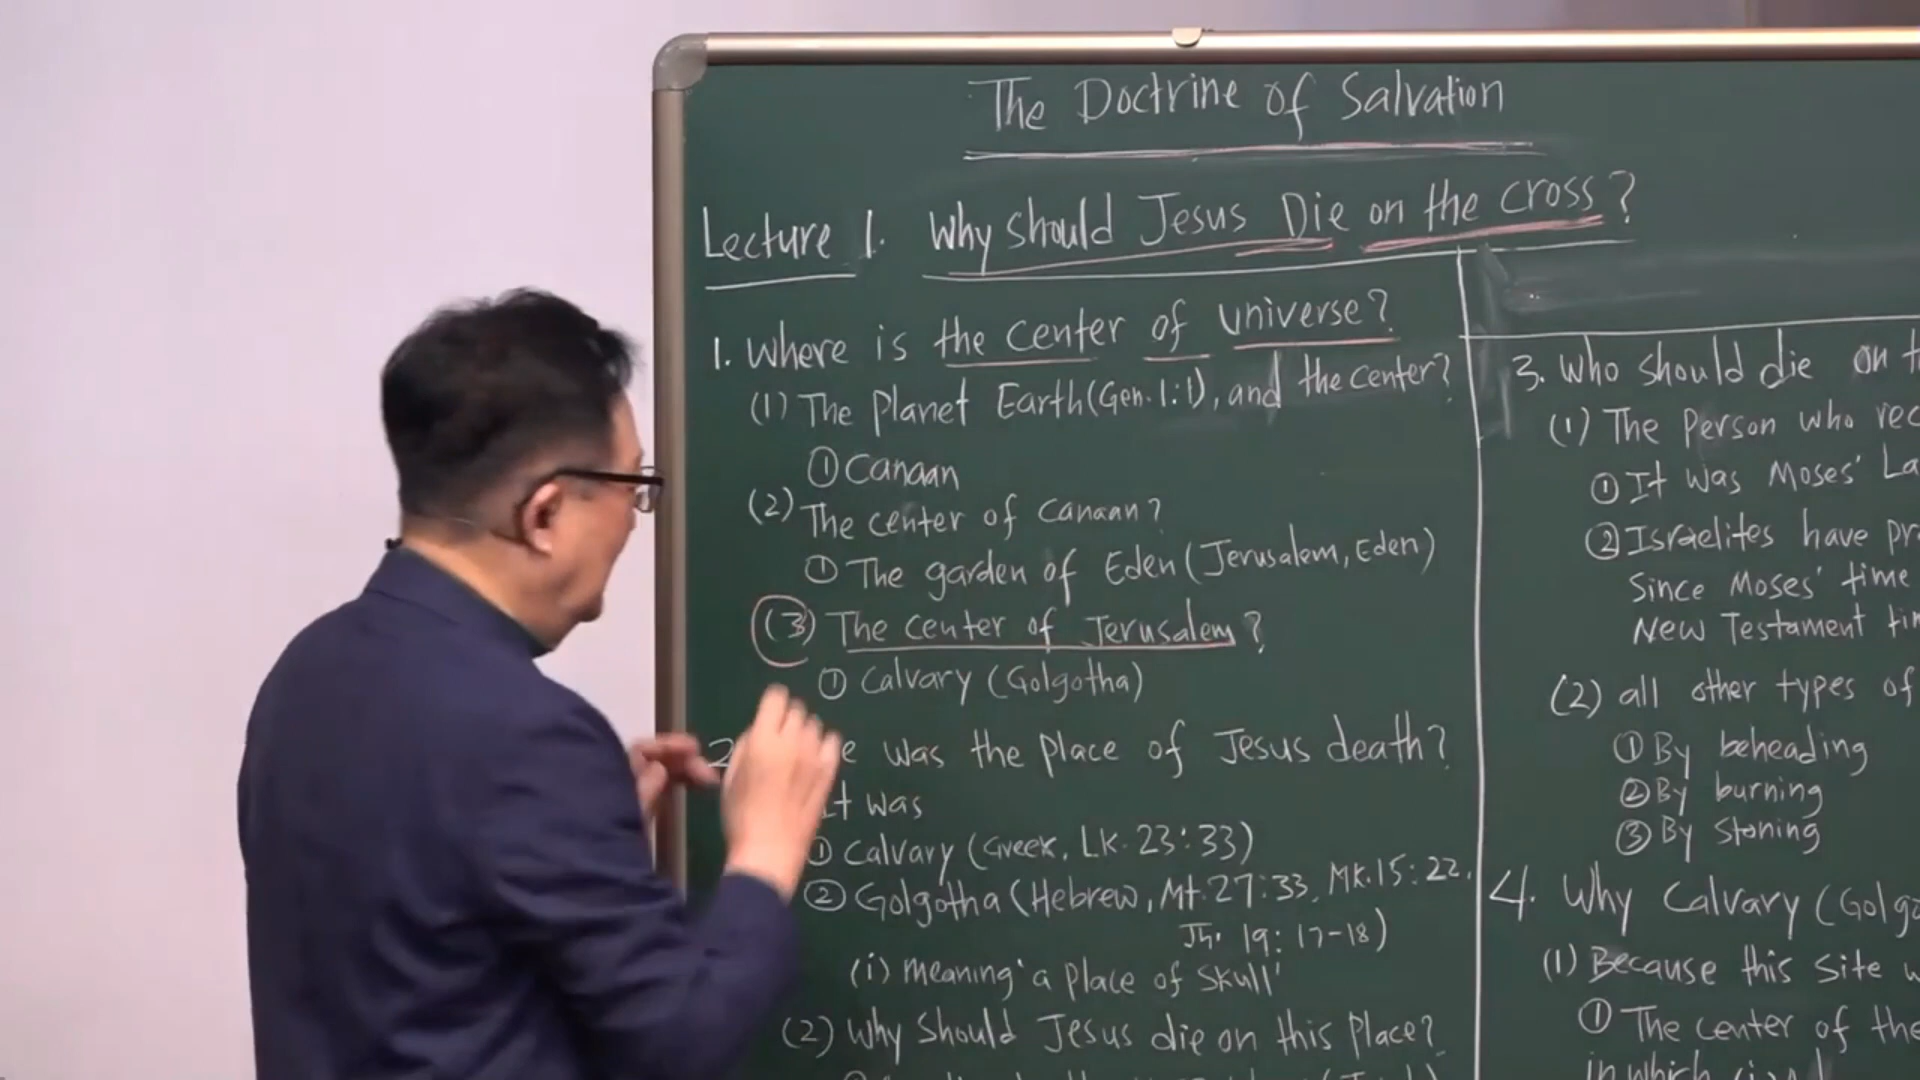 The Doctrine of Salvation
Lecture 1. Why should Jesus Die on the cross?
1. Where is the center of universe?
(1) The Planet Earth (Gen. 1:1), and the center?
① Canaan
(2) The center of Canaan?
① The garden of Eden (Jerusalem, Eden)
(3) The center of Jerusalem?
① Calvary (Golgotha)
2 e was the place of Jesus death?
It was
① Calvary (Greek, Lk. 23:33)
② Golgotha (Hebrew, Mt. 27:33, Mk. 15:22,
Jh. 19:17-18)
(i) meaning 'a place of skull'
(2) Why should Jesus die on this place?
3. Who should die on t
(1) The person who rec
① It was Moses' La
② Israelites have pr
since Moses' time
New Testament tim
(2) all other types of
① By beheading
② By burning
③ By stoning
4. Why Calvary (Golgo
(1) Because this site w
① The center of the
in which